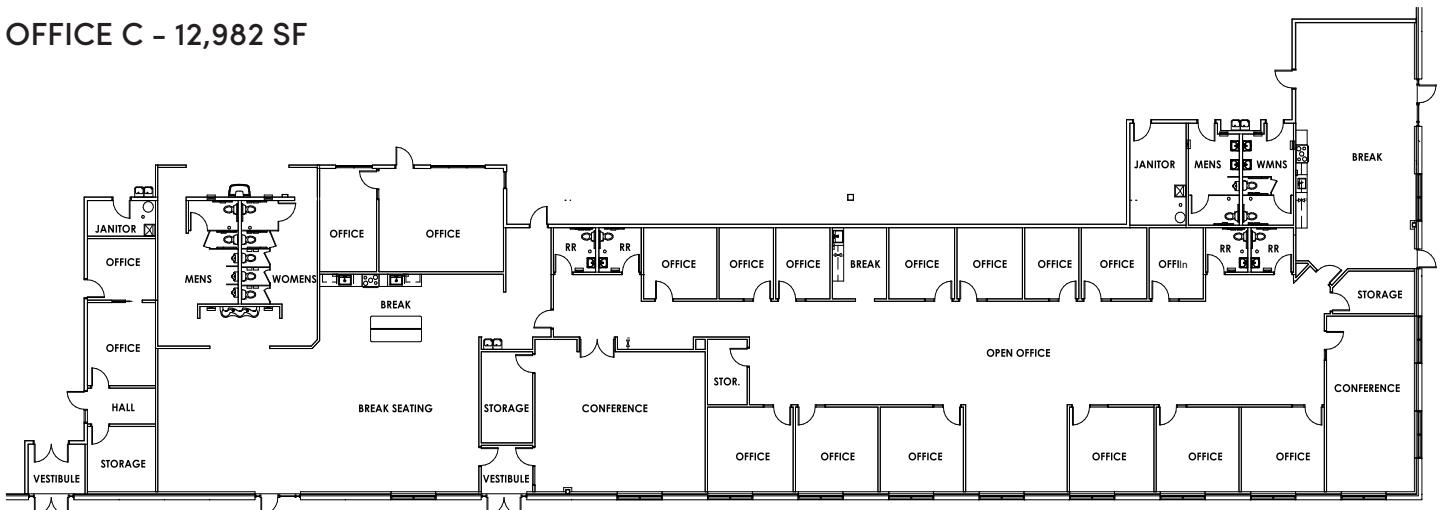 OFFICE C – 12,982 SF
BREAK
JANITOR
MENS
WMNS
JANITOR
OFFICE
OFFICE
RR
RR
RR
RR
OFFICE
MENS
WOMENS
OFFICE
OFFICE
OFFICE
BREAK
OFFICE
OFFICE
OFFICE
OFFICE
OFFIIn
STORAGE
BREAK
OFFICE
OPEN OFFICE
STOR.
CONFERENCE
HALL
BREAK SEATING
STORAGE
CONFERENCE
STORAGE
OFFICE
OFFICE
OFFICE
OFFICE
OFFICE
OFFICE
VESTIBULE
VESTIBULE